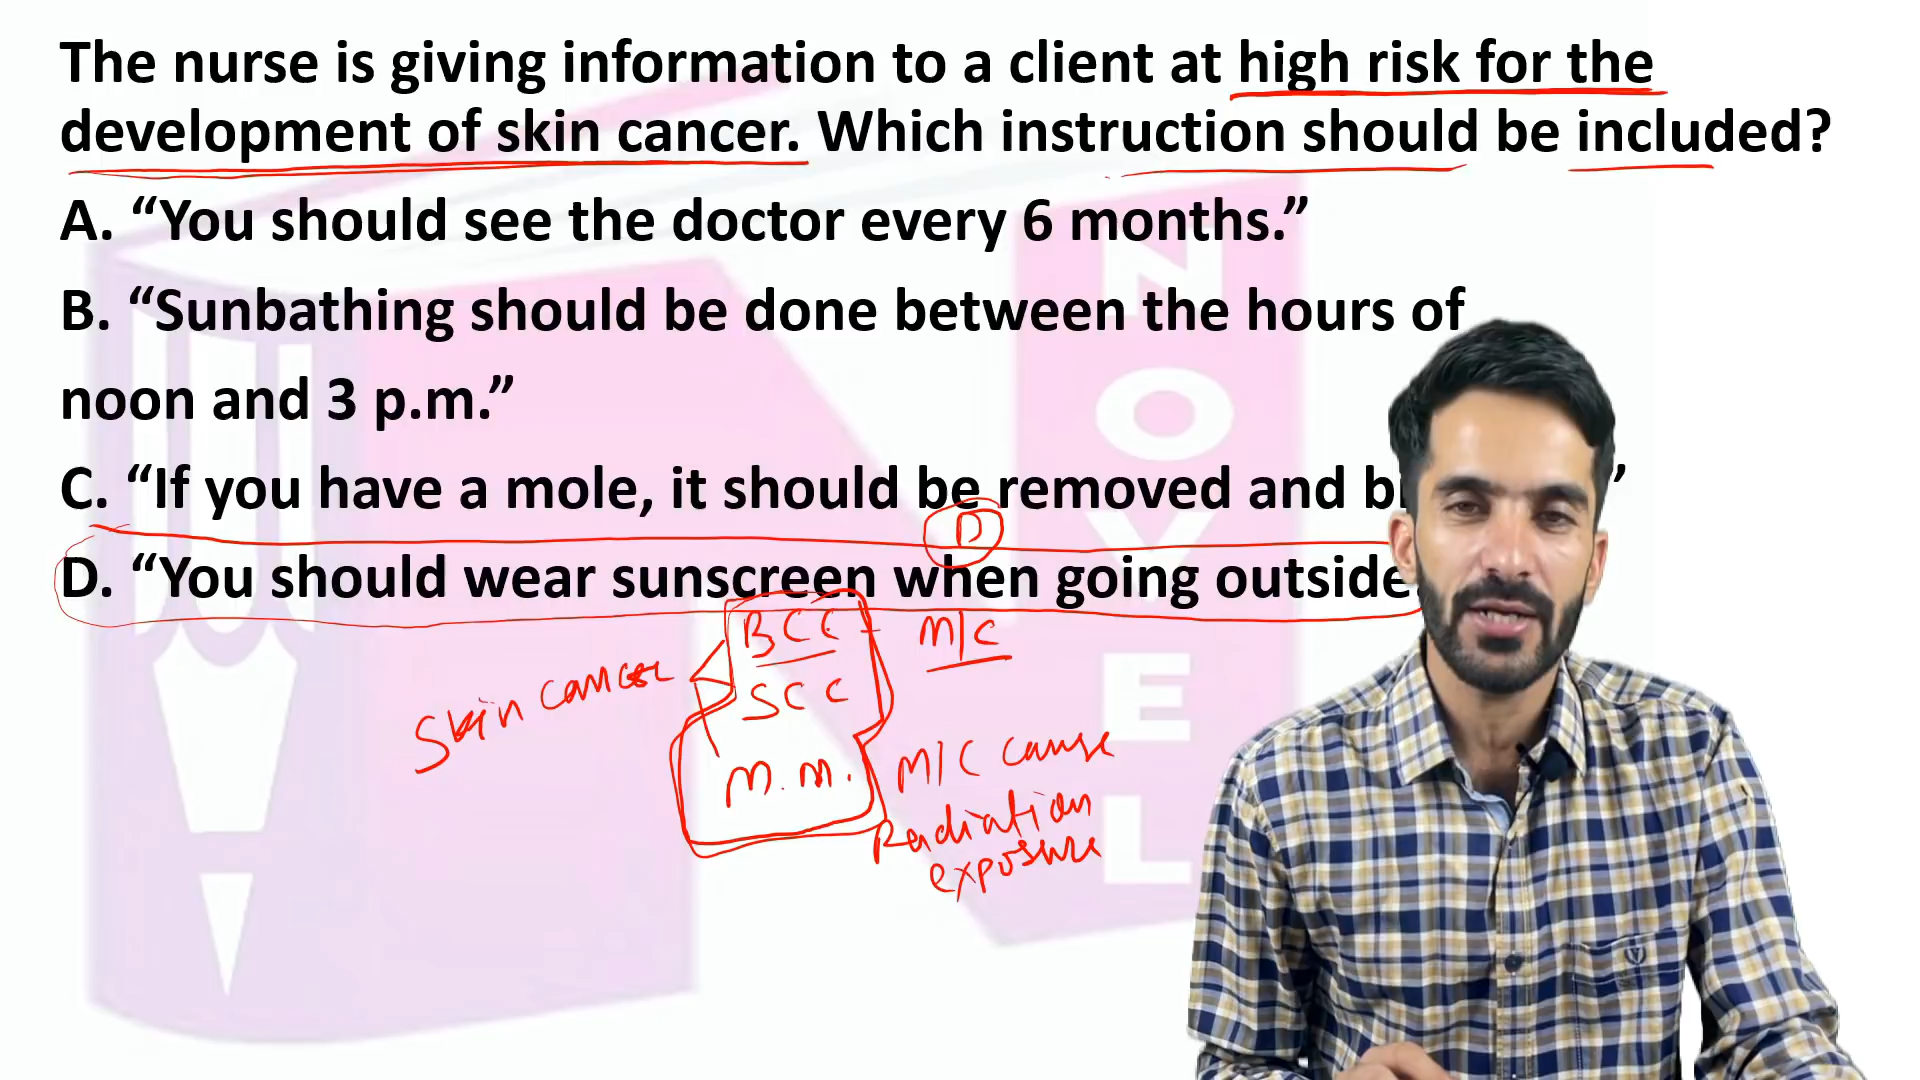 The nurse is giving information to a client at high risk for the
development of skin cancer. Which instruction should be included?
A. “You should see the doctor every 6 months.”
B. “Sunbathing should be done between the hours of
noon and 3 p.m.”
C. “If you have a mole, it should be removed and ”
D
D. “You should wear sunscreen when going outside.
BCC - M/C
Skin cancer
SCC
M.M.
M/C cause
Radiation
exposure
NOVEL